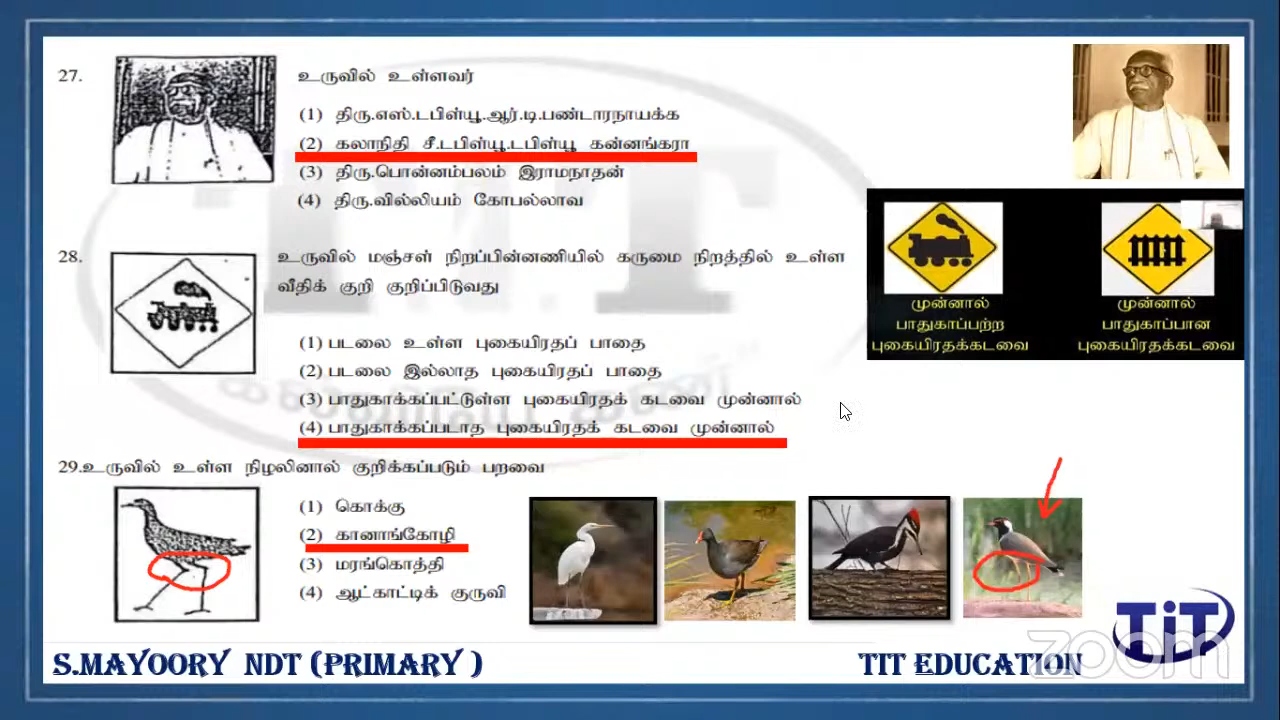 27.
உருவில் உள்ளவர்
(1) திரு.எஸ்.டபிள்யூ.ஆர்.டி.பண்டாரநாயக்க
(2) கலாநிதி சீ.டபிள்யூ.டபிள்யூ கன்னங்கரா
(3) திரு.பொன்னம்பலம் இராமநாதன்
(4) திரு.வில்லியம் கோபல்லாவ
28.
உருவில் மஞ்சள் நிறப்பின்னணியில் கருமை நிறத்தில் உள்ள
வீதிக் குறி குறிப்பிடுவது
(1) படலை உள்ள புகையிரதப் பாதை
(2) படலை இல்லாத புகையிரதப் பாதை
(3) பாதுகாக்கப்பட்டுள்ள புகையிரதக் கடவை முன்னால்
(4) பாதுகாக்கப்படாத புகையிரதக் கடவை முன்னால்
முன்னால்
பாதுகாப்பற்ற
புகையிரதக்கடவை
முன்னால்
பாதுகாப்பான
புகையிரதக்கடவை
29.உருவில் உள்ள நிழலினால் குறிக்கப்படும் பறவை
(1) கொக்கு
(2) கானாங்கோழி
(3) மரங்கொத்தி
(4) ஆட்காட்டிக் குருவி
TiT
S.MAYOORY NDT (PRIMARY )
TIT EDUCATION
zoom